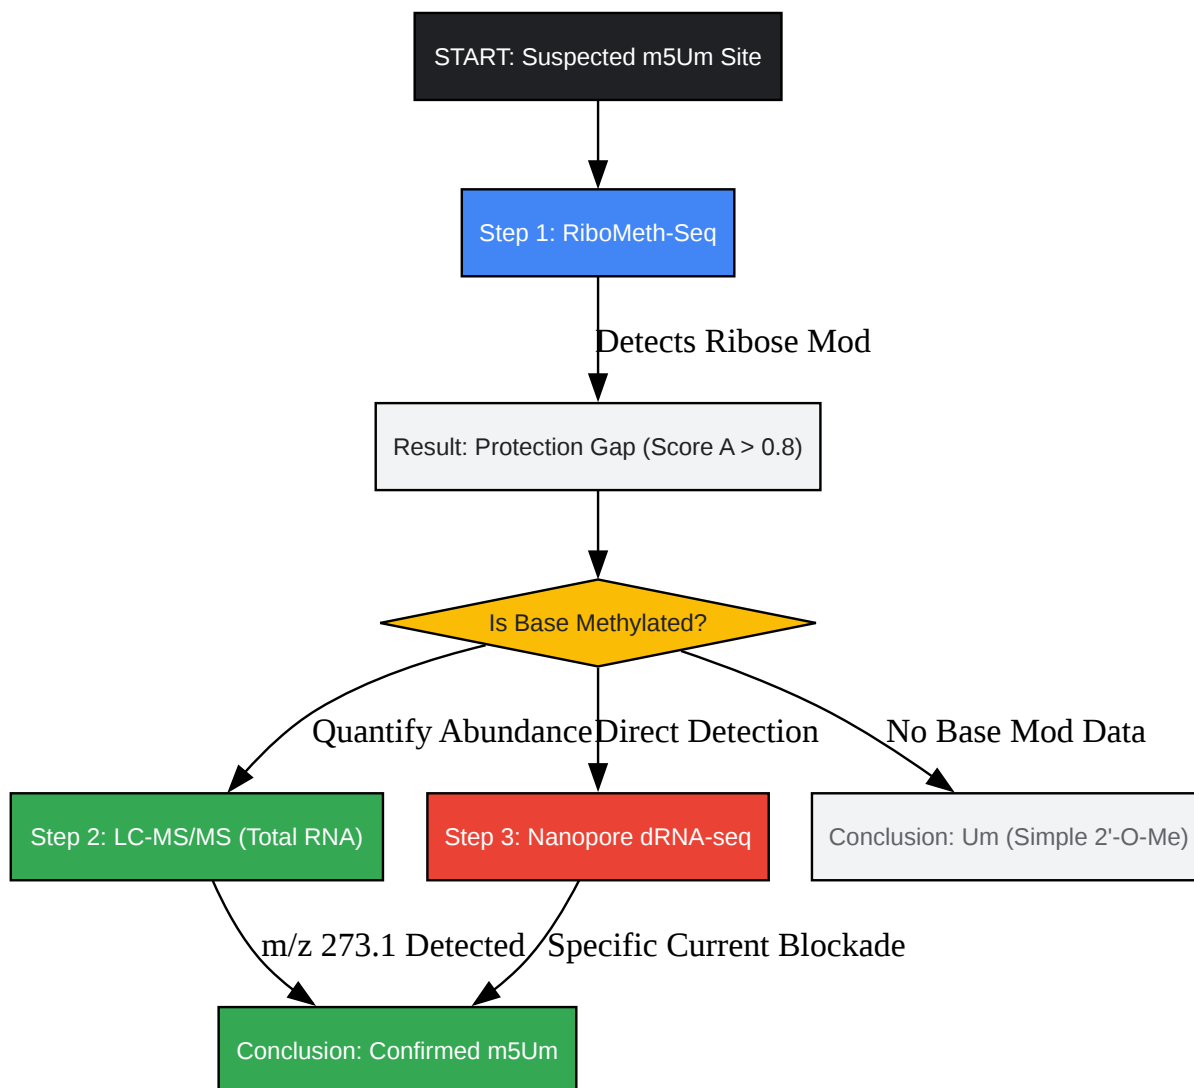 START: Suspected m5Um Site
Step 1: RiboMeth-Seq
Detects Ribose Mod
Result: Protection Gap (Score A > 0.8)
Is Base Methylated?
Quantify Abundance
Direct Detection
No Base Mod Data
Step 2: LC-MS/MS (Total RNA)
Step 3: Nanopore dRNA-seq
Conclusion: Um (Simple 2'-O-Me)
m/z 273.1 Detected
Specific Current Blockade
Conclusion: Confirmed m5Um